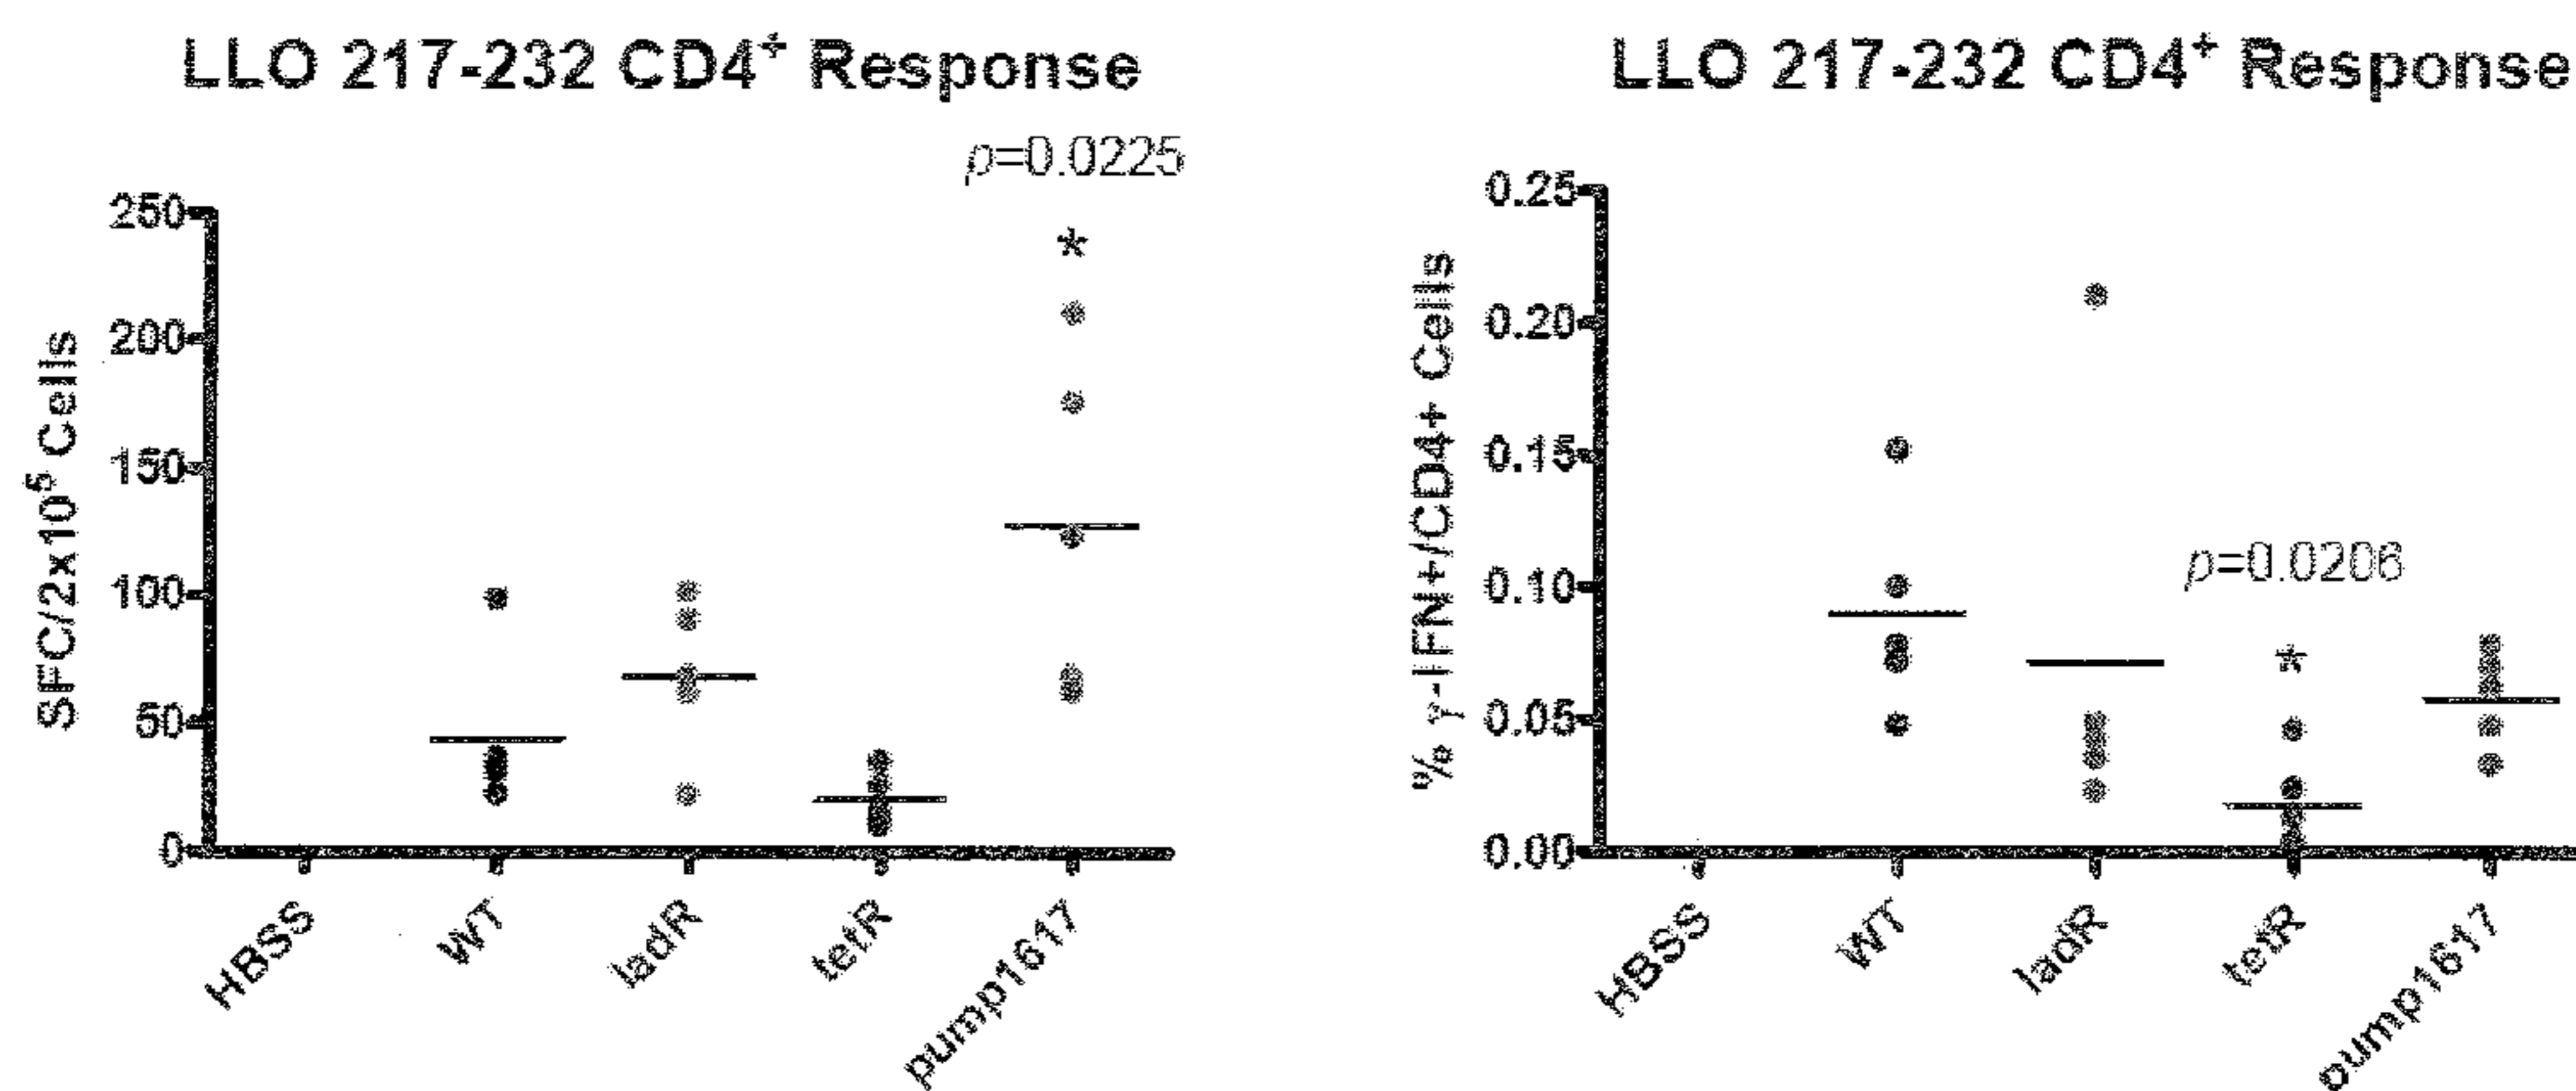 LLO 217-232 CD4⁺ Response
p=0.0225
SFC/2x10⁵ Cells
250
200
150
100
50
0
HBSS
WT
ladR
tetR
pump1617
*
LLO 217-232 CD4⁺ Response
% γ-IFN+/CD4+ Cells
0.25
0.20
0.15
0.10
0.05
0.00
p=0.0206
*
HBSS
WT
ladR
tetR
pump1617